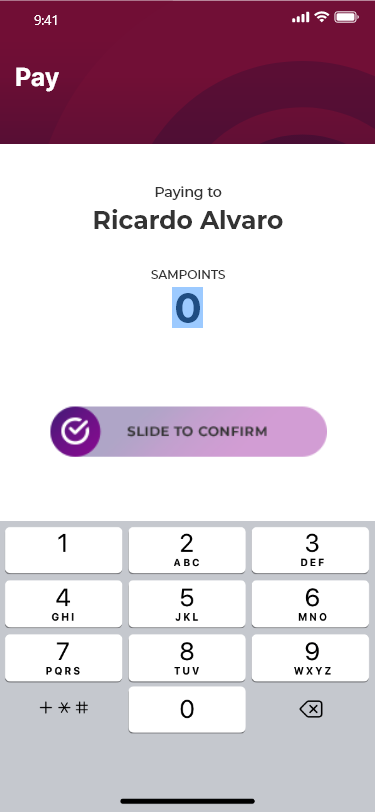 9:41
Pay
Paying to
Ricardo Alvaro
SAMPOINTS
0
SLIDE TO CONFIRM
1
2
ABC
3
DEF
4
GHI
5
JKL
6
MNO
7
PQRS
8
TUV
9
WXYZ
+ * #
0